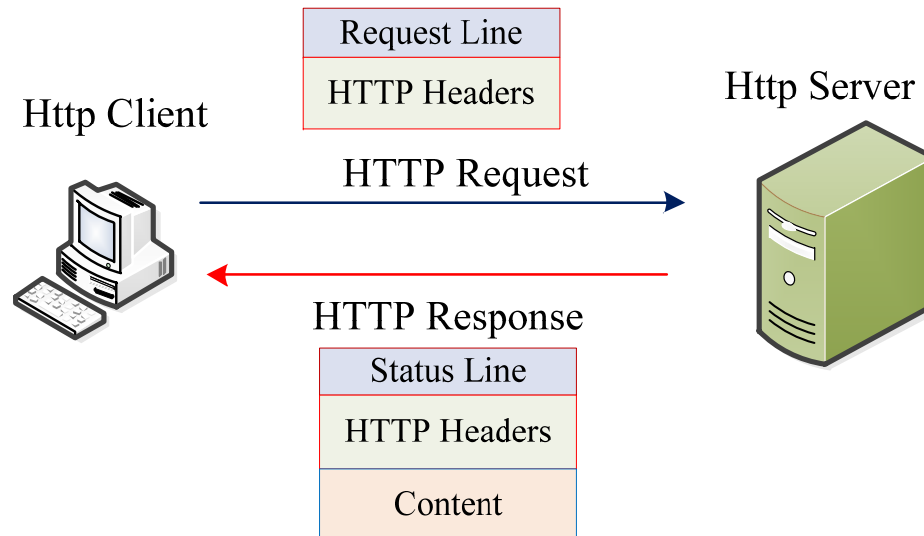 Request Line
HTTP Headers
Http Client
Http Server
HTTP Request
HTTP Response
Status Line
HTTP Headers
Content